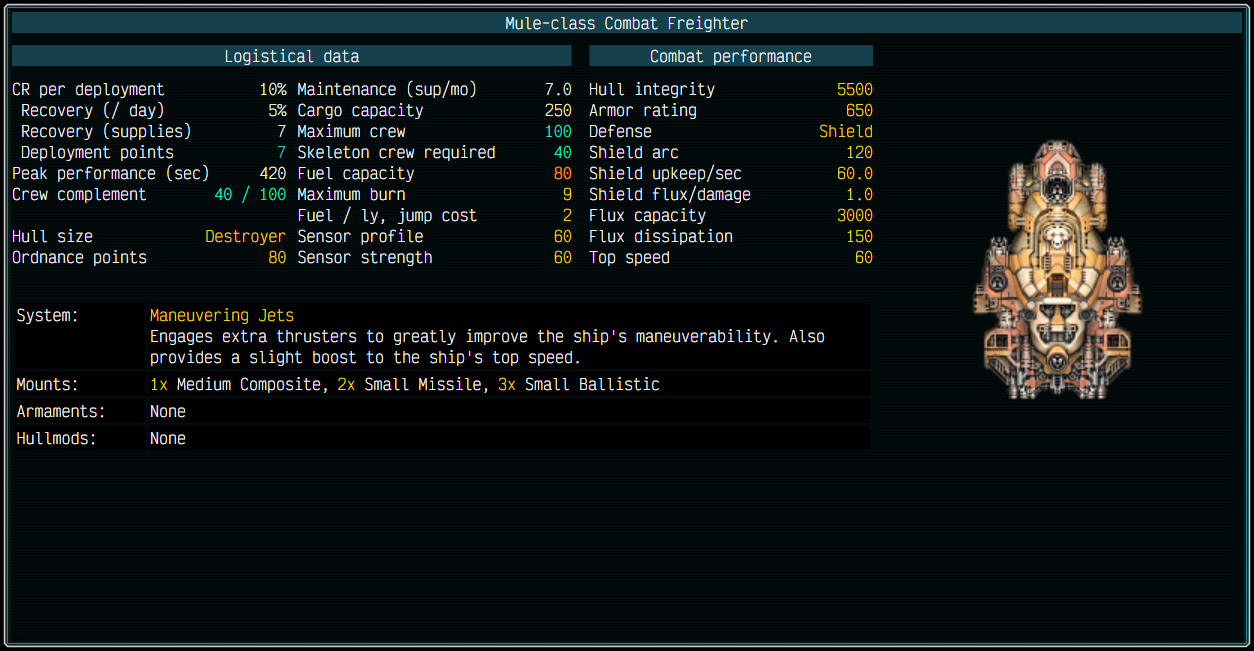 Mule-class Combat Freighter
Logistical data
CR per deployment 10% Maintenance (sup/mo) 7.0
Recovery (/ day) 5% Cargo capacity 250
Recovery (supplies) 7 Maximum crew 100
Deployment points 7 Skeleton crew required 40
Peak performance (sec) 420 Fuel capacity 80
Crew complement 40 / 100 Maximum burn 9
Fuel / ly, jump cost 2
Hull size Destroyer Sensor profile 60
Ordnance points 80 Sensor strength 60
Combat performance
Hull integrity 5500
Armor rating 650
Defense Shield
Shield arc 120
Shield upkeep/sec 60.0
Shield flux/damage 1.0
Flux capacity 3000
Flux dissipation 150
Top speed 60
System: Maneuvering Jets
Engages extra thrusters to greatly improve the ship's maneuverability. Also
provides a slight boost to the ship's top speed.
Mounts: 1x Medium Composite, 2x Small Missile, 3x Small Ballistic
Armaments: None
Hullmods: None